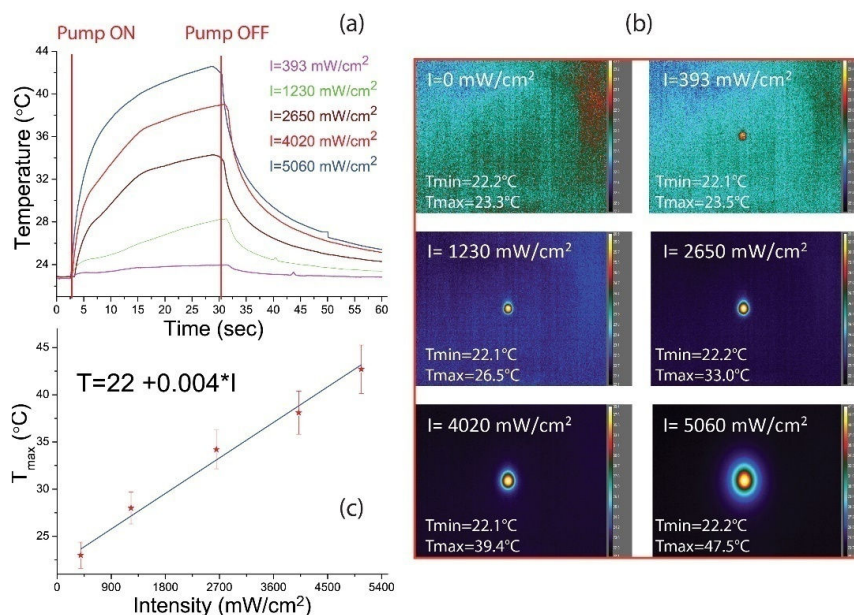 Pump ON
Pump OFF
(a)
(b)
44
40
36
32
28
24
Temperature (°C)
I=393 mW/cm²
I=1230 mW/cm²
I=2650 mW/cm²
I=4020 mW/cm²
I=5060 mW/cm²
0 5 10 15 20 25 30 35 40 45 50 55 60
Time (sec)
45
40
35
30
25
T max (°C)
T=22 +0.004*I
(c)
0 900 1800 2700 3600 4500 5400
Intensity (mW/cm²)
I=0 mW/cm²
Tmin=22.2°C
Tmax=23.3°C
I=393 mW/cm²
Tmin=22.1°C
Tmax=23.5°C
I= 1230 mW/cm²
Tmin=22.1°C
Tmax=26.5°C
I= 2650 mW/cm²
Tmin=22.2°C
Tmax=33.0°C
I= 4020 mW/cm²
Tmin=22.1°C
Tmax=39.4°C
I= 5060 mW/cm²
Tmin=22.2°C
Tmax=47.5°C